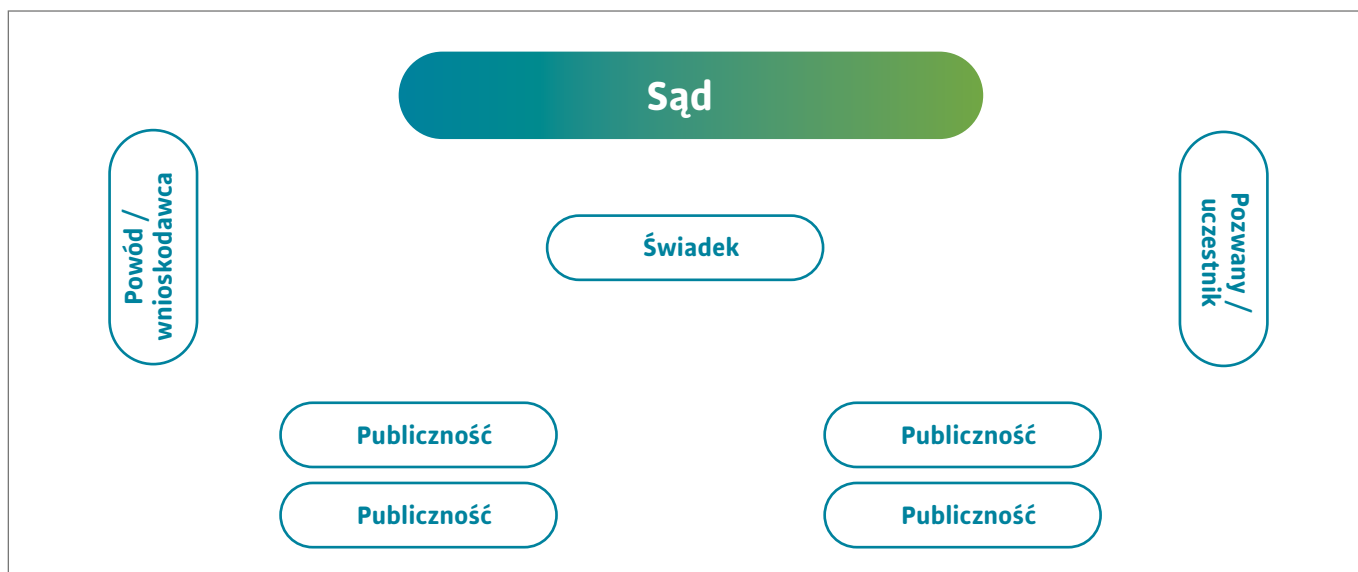 Sąd
Powód /
wnioskodawca
Świadek
Pozwany /
uczestnik
Publiczność
Publiczność
Publiczność
Publiczność